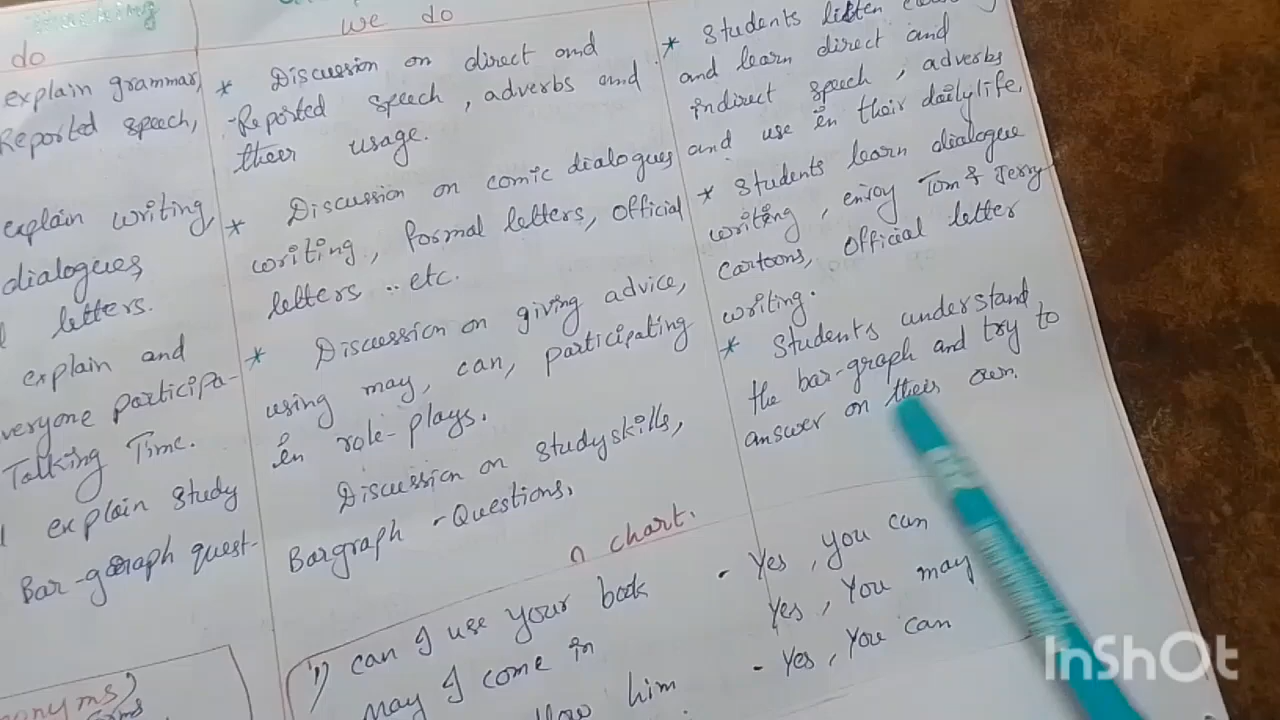 do
explain grammar,
Reported speech,
explain writing,
dialogues,
letters.
explain and
veryone participa-
Talking Time.
explain study
Bar-graph quest-
we do
* Discussion on direct and
Reported speech, adverbs and
their usage.
* Discussion on comic dialogues
writing, formal letters, official
letters .. etc.
* Discussion on giving advice,
using may, can, participating
in role-plays.
Discussion on studyskills,
Bargraph - Questions,
* Students listen
and learn direct and
indirect speech, adverbs
and use in their dailylife.
* Students learn dialogue
writing, enjoy Tom & Jerry
cartoons, official letter
writing.
* Students understand
the bar-graph and try to
answer on their own.
n chart.
1) can I use your book - Yes, you can
may I come in Yes, You may
him - Yes, You can
onyms)
InShOt